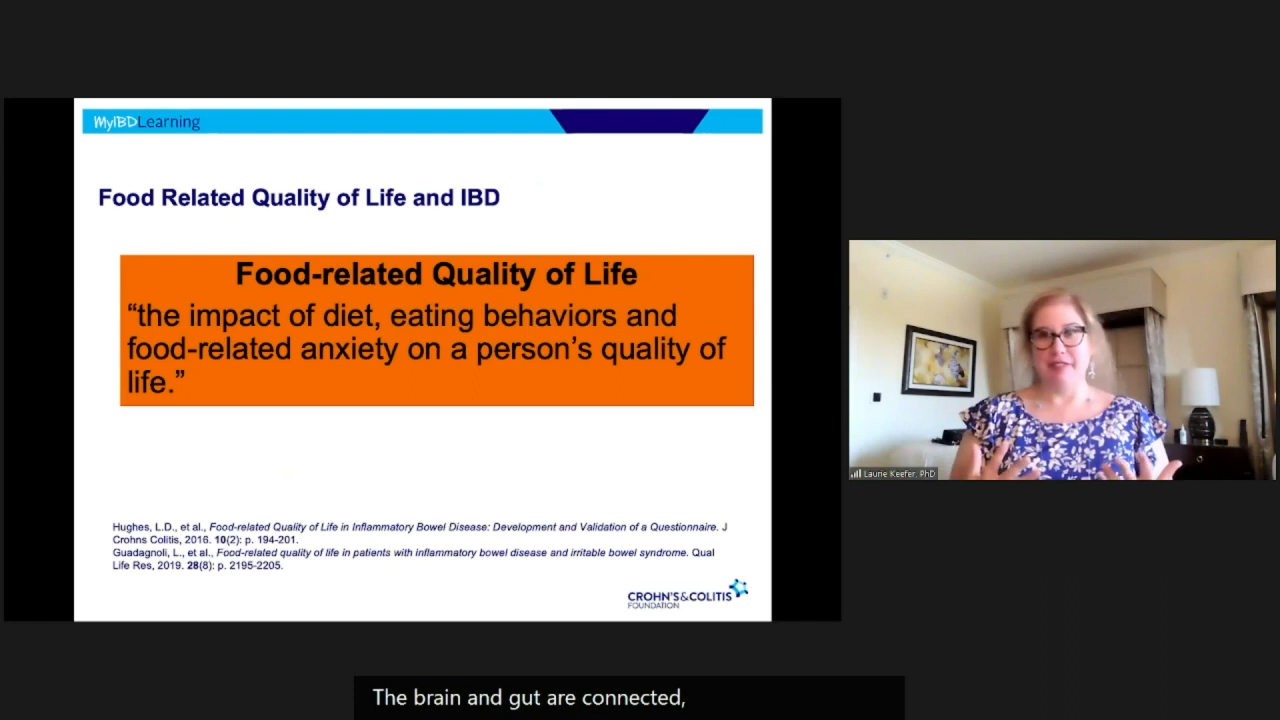 MyIBDLearning
Food Related Quality of Life and IBD
Food-related Quality of Life
“the impact of diet, eating behaviors and
food-related anxiety on a person’s quality of
life.”
Hughes, L.D., et al., Food-related Quality of Life in Inflammatory Bowel Disease: Development and Validation of a Questionnaire. J
Crohns Colitis, 2016. 10(2): p. 194-201.
Guadagnoli, L., et al., Food-related quality of life in patients with inflammatory bowel disease and irritable bowel syndrome. Qual
Life Res, 2019. 28(8): p. 2195-2205.
CROHN'S&COLITIS
FOUNDATION
Laurie Keefer, PhD
The brain and gut are connected,